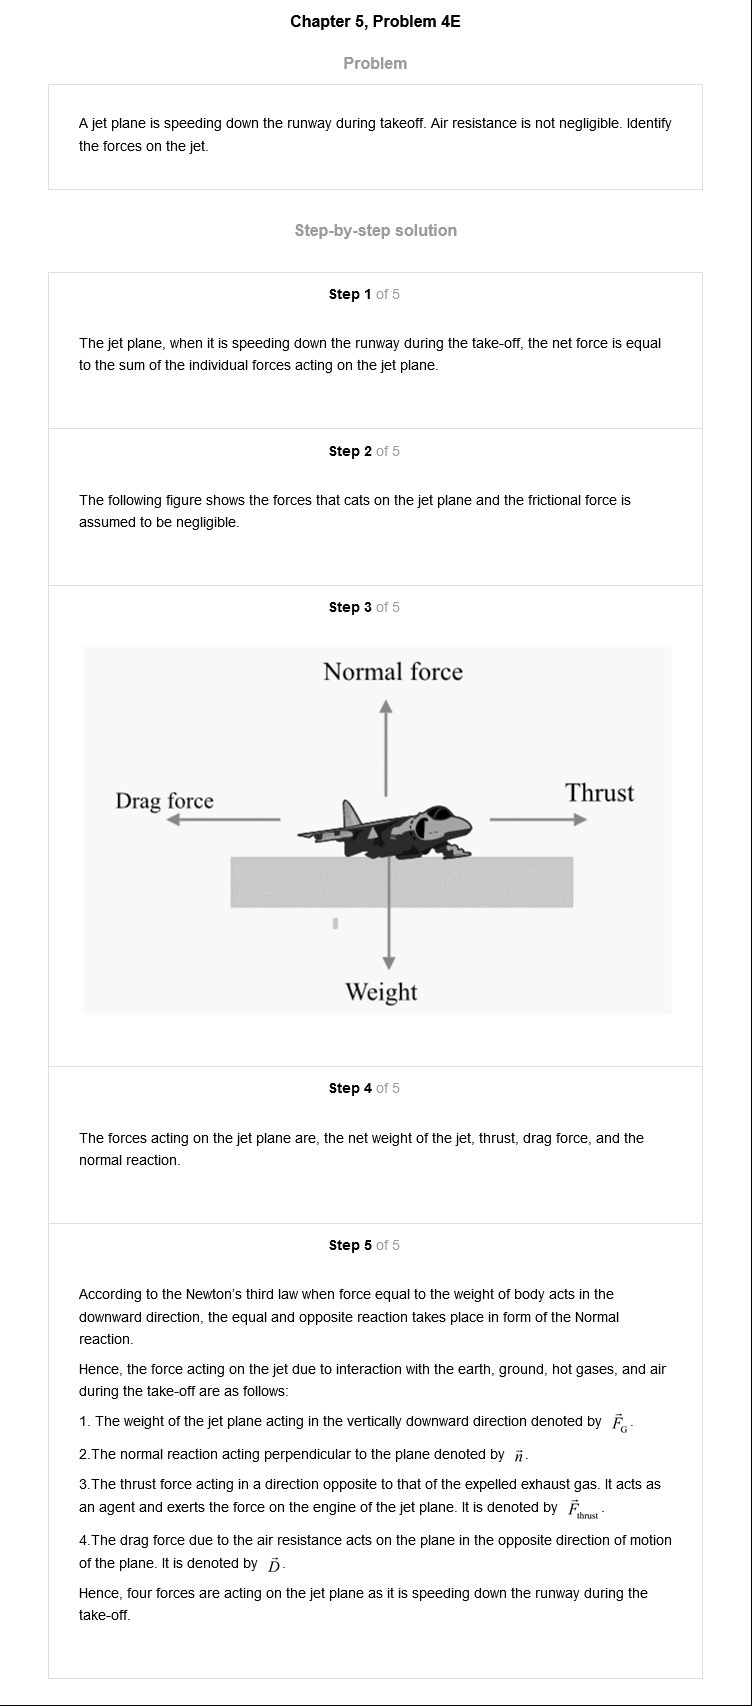 Chapter 5, Problem 4E
Problem
A jet plane is speeding down the runway during takeoff. Air resistance is not negligible. Identify
the forces on the jet.
Step-by-step solution
Step 1 of 5
The jet plane, when it is speeding down the runway during the take-off, the net force is equal
to the sum of the individual forces acting on the jet plane.
Step 2 of 5
The following figure shows the forces that cats on the jet plane and the frictional force is
assumed to be negligible.
Step 3 of 5
Normal force
Drag force
Thrust
Weight
Step 4 of 5
The forces acting on the jet plane are, the net weight of the jet, thrust, drag force, and the
normal reaction.
Step 5 of 5
According to the Newton's third law when force equal to the weight of body acts in the
downward direction, the equal and opposite reaction takes place in form of the Normal
reaction.
Hence, the force acting on the jet due to interaction with the earth, ground, hot gases, and air
during the take-off are as follows:
1. The weight of the jet plane acting in the vertically downward direction denoted by F⃗_G.
2.The normal reaction acting perpendicular to the plane denoted by n⃗.
3.The thrust force acting in a direction opposite to that of the expelled exhaust gas. It acts as
an agent and exerts the force on the engine of the jet plane. It is denoted by F⃗_thrust.
4.The drag force due to the air resistance acts on the plane in the opposite direction of motion
of the plane. It is denoted by D⃗.
Hence, four forces are acting on the jet plane as it is speeding down the runway during the
take-off.